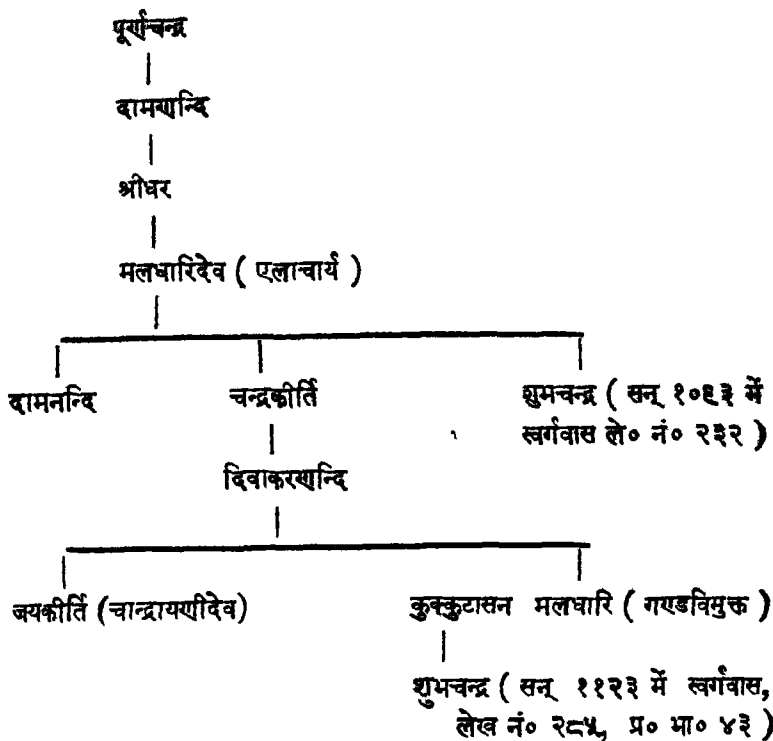 पूर्णचन्द्र
दामणन्दि
श्रीधर
मलधारिदेव ( एलाचार्य )
दामनन्दि चन्द्रकीर्ति शुभचन्द्र ( सन् १०९३ में
स्वर्गवास ले० नं० २३२ )
दिवाकरणन्दि
जयकीर्ति (चान्द्रायणीदेव) कुक्कुटासन मलधारि ( गण्डविमुक्त )
शुभचन्द्र ( सन् ११२३ में स्वर्गवास,
लेख नं० २८५, प्र० भा० ४३ )